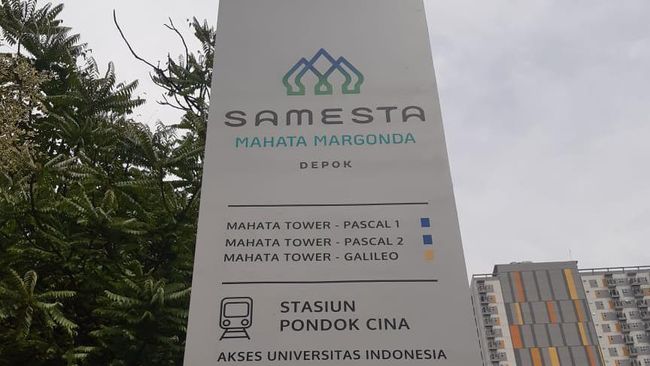 SAMESTA
MAHATA MARGONDA
DEPOK
MAHATA TOWER - PASCAL 1
MAHATA TOWER - PASCAL 2
MAHATA TOWER - GALILEO
STASIUN
PONDOK CINA
AKSES UNIVERSITAS INDONESIA